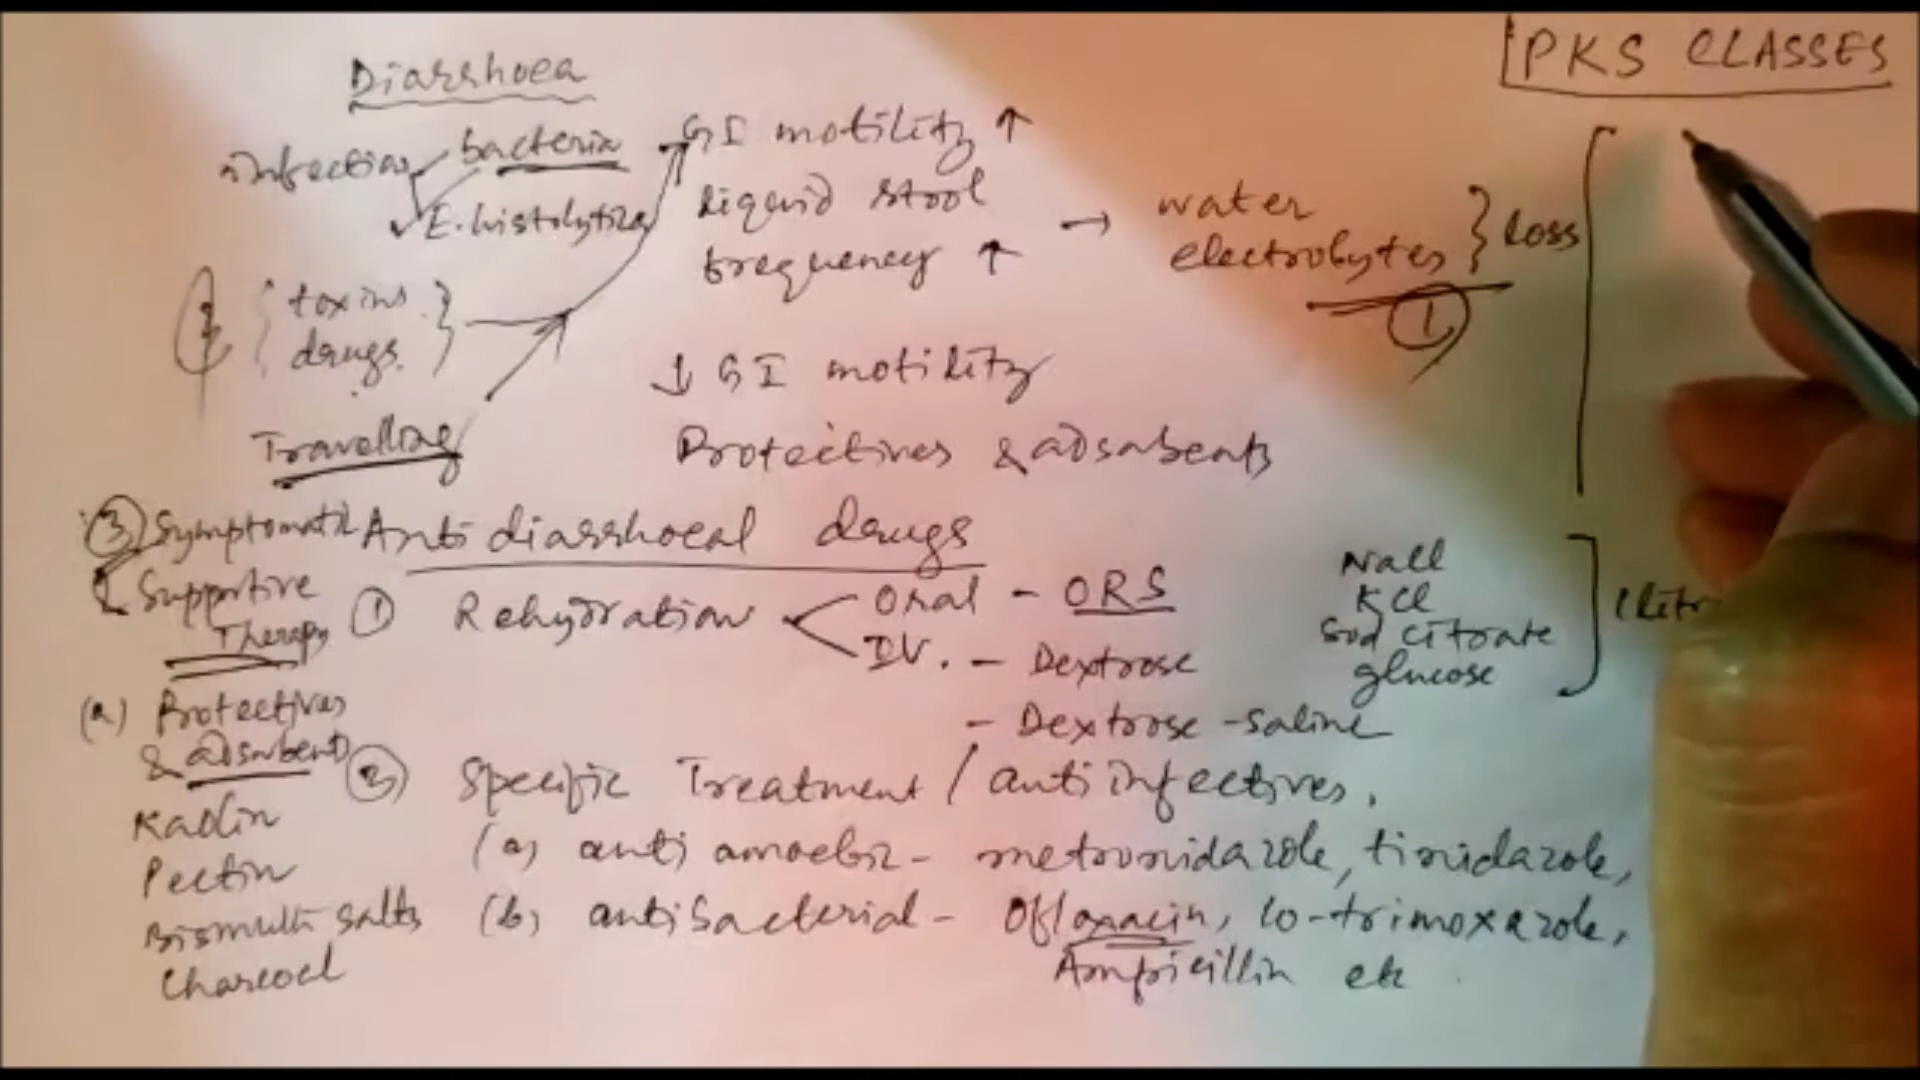 PKS CLASSES
Diarrhoea
infection bacteria
E. histolytica
GI motility ↑
liquid stool
frequency ↑
→ water
electrolytes } loss
①
{ toxins }
drugs
Travelling
↓ GI motility
Protectives & adsabents
Anti diarrhoeal drugs
① Rehydration < Oral - ORS
IV. - Dextrose
- Dextrose - saline
NaCl
KCl
Sod citrate
glucose
② Specific Treatment / anti infectives,
(a) anti amoebic - metronidazole, tinidazole,
(b) antibacterial - Ofloxacin, Co-trimoxazole,
Ampicillin etc
③ Symptomatic
& Supportive
Therapy
(a) Protectives
& adsorbents
Kaolin
Pectin
Bismuth salts
Charcoal